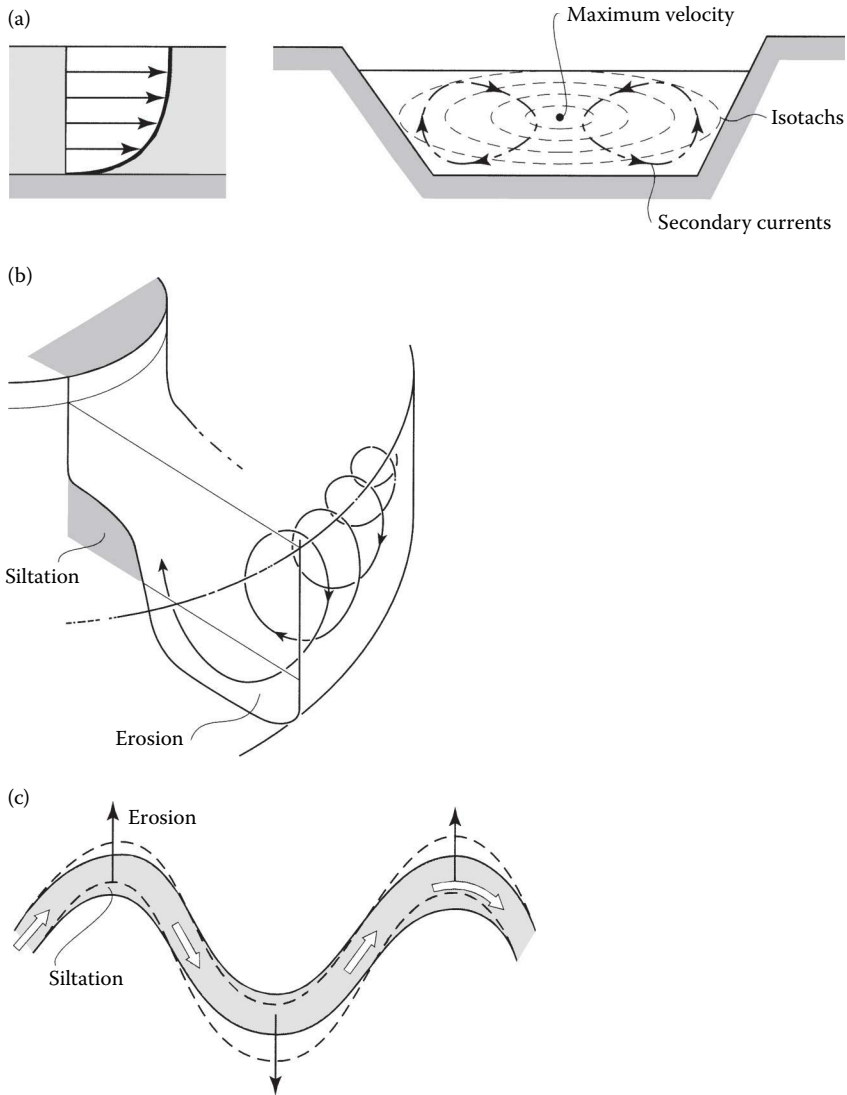 (a)
Maximum velocity
Isotachs
Secondary currents
(b)
Siltation
Erosion
(c)
Erosion
Siltation